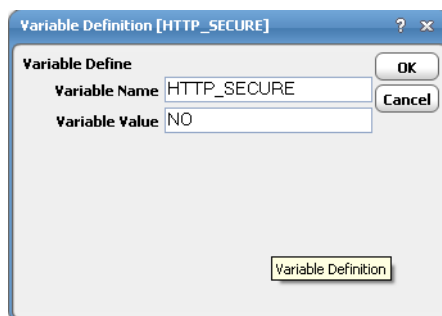 Variable Definition [HTTP_SECURE] ? ×
Variable Define
OK
Variable Name HTTP_SECURE
Cancel
Variable Value NO
Variable Definition